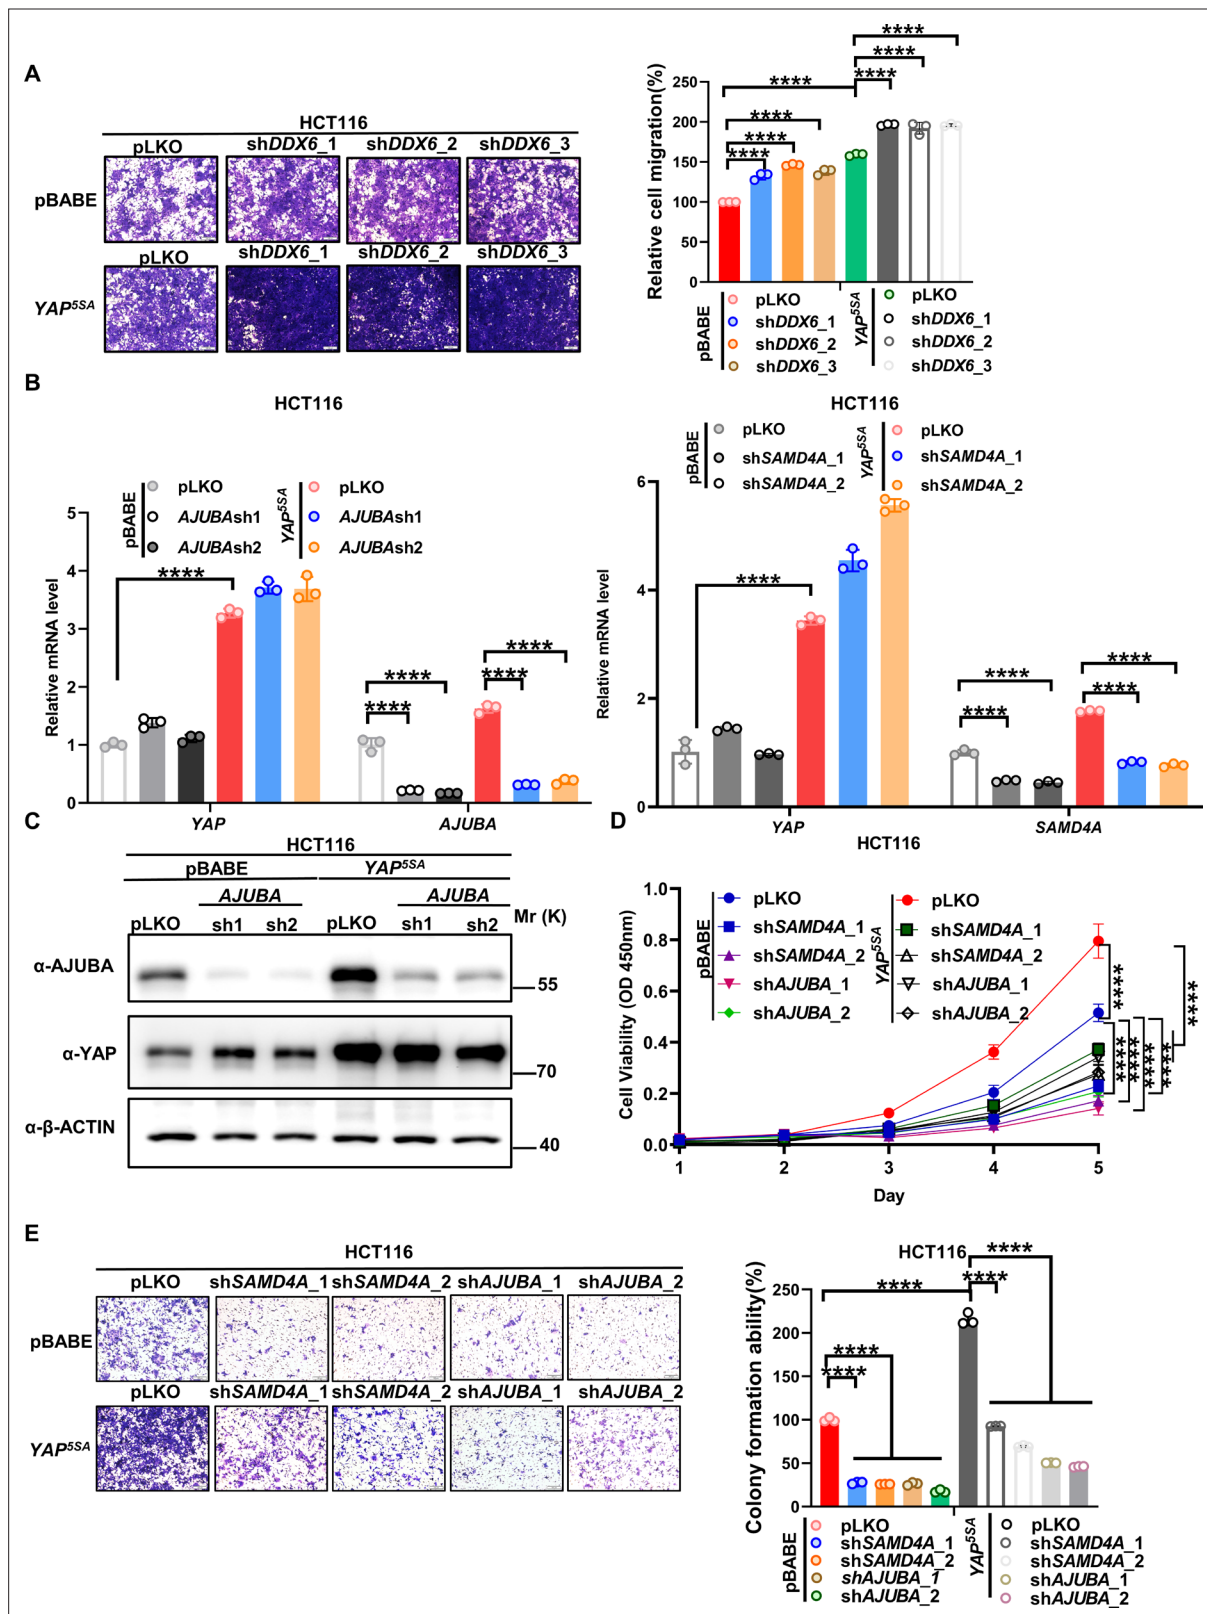 A
HCT116
pLKO shDDX6_1 shDDX6_2 shDDX6_3
pBABE
pLKO shDDX6_1 shDDX6_2 shDDX6_3
YAP5SA
Relative cell migration(%)
250
200
150
100
50
0
**** **** **** **** **** **** ****
pBABE
pLKO
shDDX6_1
shDDX6_2
shDDX6_3
YAP5SA
pLKO
shDDX6_1
shDDX6_2
shDDX6_3
B
HCT116
Relative mRNA level
5
4
3
2
1
0
pBABE
pLKO
AJUBAsh1
AJUBAsh2
YAP5SA
pLKO
AJUBAsh1
AJUBAsh2
**** **** **** **** ****
YAP AJUBA
HCT116
Relative mRNA level
6
4
2
0
pBABE
pLKO
shSAMD4A_1
shSAMD4A_2
YAP5SA
pLKO
shSAMD4A_1
shSAMD4A_2
**** **** **** **** ****
YAP SAMD4A
C
HCT116
pBABE YAP5SA
AJUBA AJUBA
pLKO sh1 sh2 pLKO sh1 sh2 Mr (K)
α-AJUBA
55
α-YAP
70
α-β-ACTIN
40
D
HCT116
Cell Viability (OD 450nm)
1.0
0.8
0.6
0.4
0.2
0.0
pBABE
pLKO
shSAMD4A_1
shSAMD4A_2
shAJUBA_1
shAJUBA_2
YAP5SA
pLKO
shSAMD4A_1
shSAMD4A_2
shAJUBA_1
shAJUBA_2
**** **** **** **** **** ****
1 2 3 4 5
Day
E
HCT116
pLKO shSAMD4A_1 shSAMD4A_2 shAJUBA_1 shAJUBA_2
pBABE
pLKO shSAMD4A_1 shSAMD4A_2 shAJUBA_1 shAJUBA_2
YAP5SA
HCT116
Colony formation ability(%)
250
200
150
100
50
0
**** **** **** **** ****
pBABE
pLKO
shSAMD4A_1
shSAMD4A_2
shAJUBA_1
shAJUBA_2
YAP5SA
pLKO
shSAMD4A_1
shSAMD4A_2
shAJUBA_1
shAJUBA_2